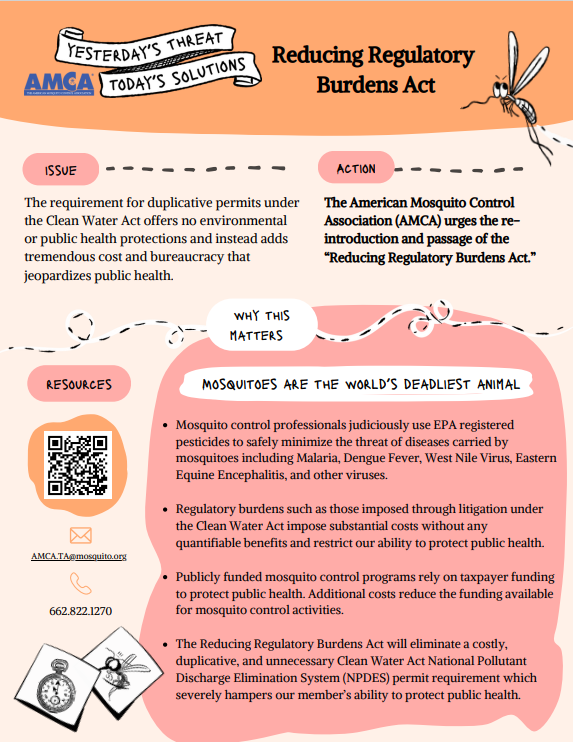 YESTERDAY'S THREAT
TODAY'S SOLUTIONS
AMCA
Reducing Regulatory
Burdens Act
ISSUE
The requirement for duplicative permits under
the Clean Water Act offers no environmental
or public health protections and instead adds
tremendous cost and bureaucracy that
jeopardizes public health.
ACTION
The American Mosquito Control
Association (AMCA) urges the re-
introduction and passage of the
“Reducing Regulatory Burdens Act.”
WHY THIS
MATTERS
RESOURCES
AMCA.TA@mosquito.org
662.822.1270
MOSQUITOES ARE THE WORLD'S DEADLIEST ANIMAL
• Mosquito control professionals judiciously use EPA registered
pesticides to safely minimize the threat of diseases carried by
mosquitoes including Malaria, Dengue Fever, West Nile Virus, Eastern
Equine Encephalitis, and other viruses.
• Regulatory burdens such as those imposed through litigation under
the Clean Water Act impose substantial costs without any
quantifiable benefits and restrict our ability to protect public health.
• Publicly funded mosquito control programs rely on taxpayer funding
to protect public health. Additional costs reduce the funding available
for mosquito control activities.
• The Reducing Regulatory Burdens Act will eliminate a costly,
duplicative, and unnecessary Clean Water Act National Pollutant
Discharge Elimination System (NPDES) permit requirement which
severely hampers our member’s ability to protect public health.